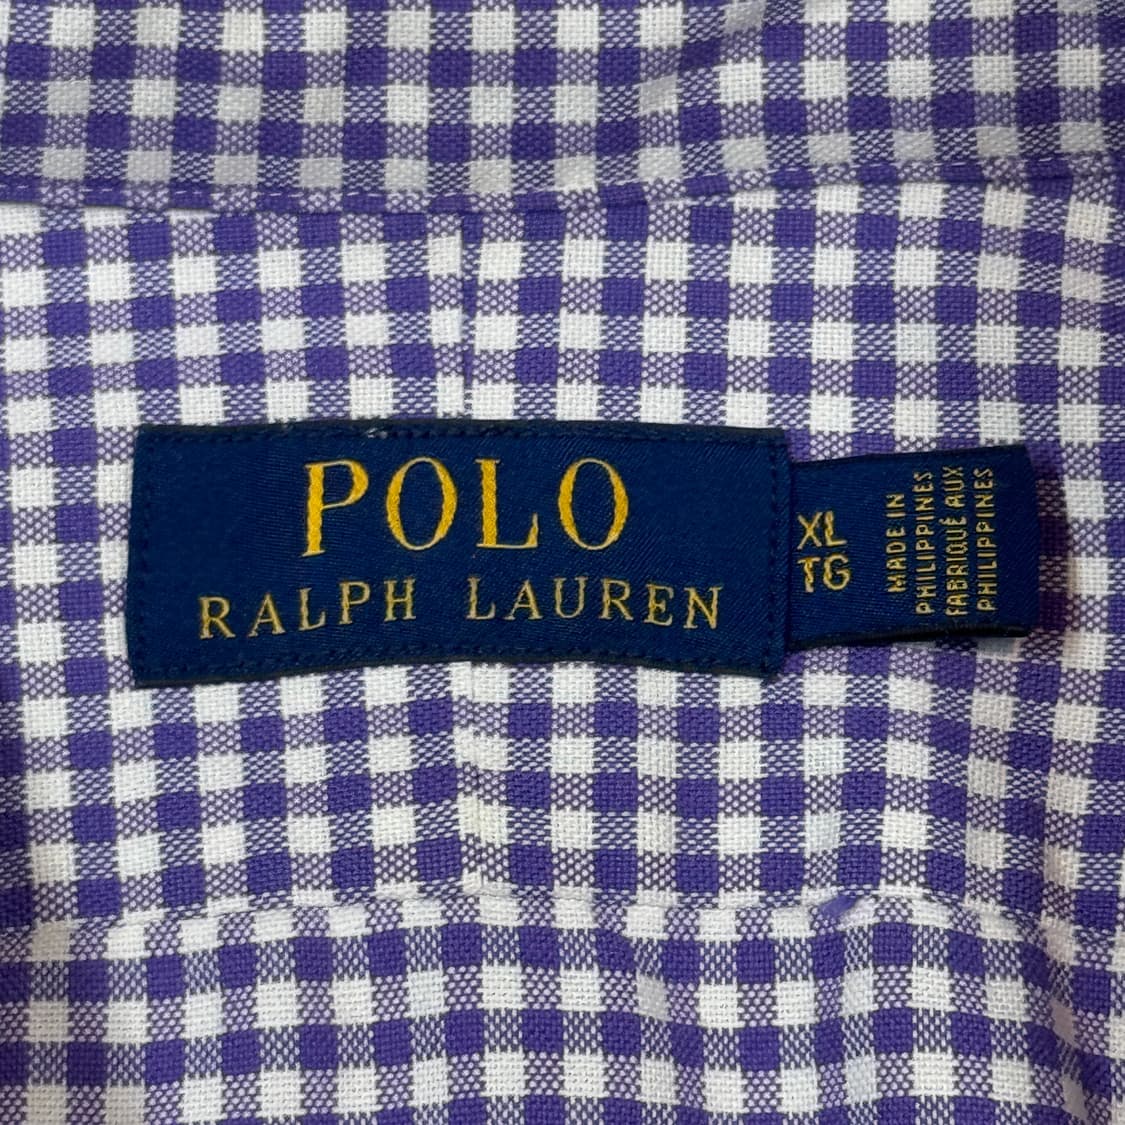 POLO
RALPH LAUREN
XL
TG
MADE IN
PHILIPPINES
FABRIQUÉ AUX
PHILIPPINES